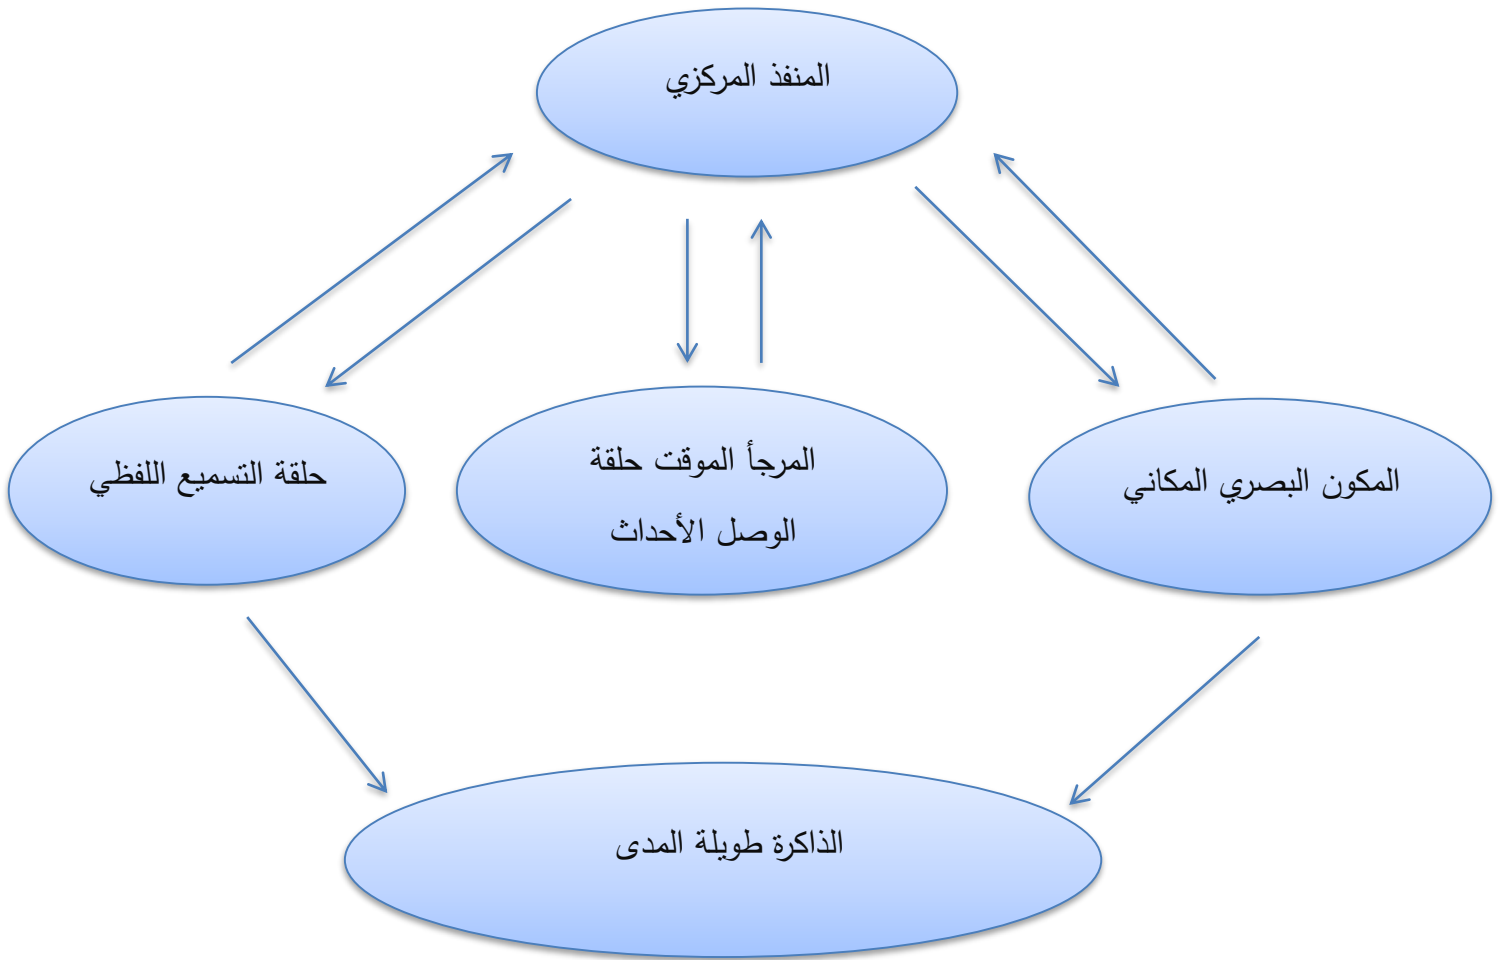 المنفذ المركزي
المكون البصري المكاني
المرجأ الموقت حلقة
الوصل الأحداث
حلقة التسميع اللفظي
الذاكرة طويلة المدى